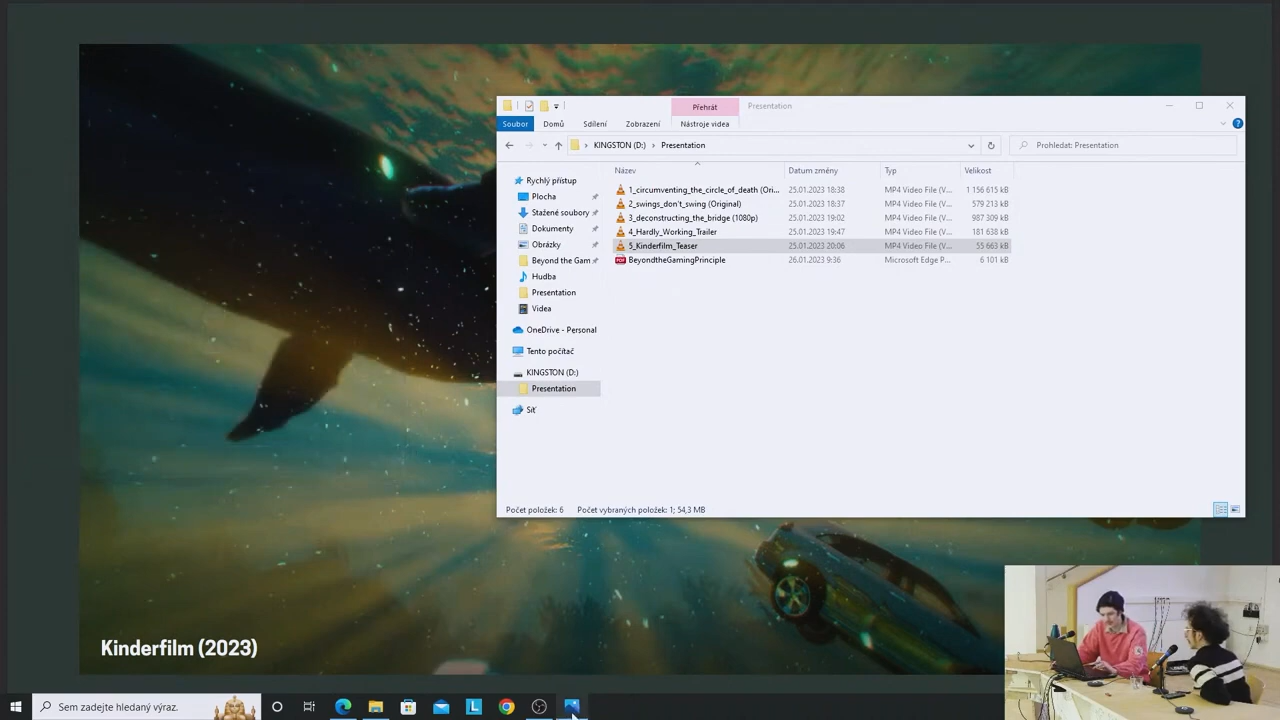 Přehrát
Presentation
Soubor
Domů
Sdílení
Zobrazení
Nástroje videa
KINGSTON (D:)
Presentation
Prohledat: Presentation
Název
Datum změny
Typ
Velikost
Rychlý přístup
Plocha
Stažené soubory
Dokumenty
Obrázky
Beyond the Gam
Hudba
Presentation
Videa
OneDrive - Personal
Tento počítač
KINGSTON (D:)
Presentation
Síť
1_circumventing_the_circle_of_death (Ori... 25.01.2023 18:38 MP4 Video File (V... 1 156 615 kB
2_swings_don't_swing (Original) 25.01.2023 18:37 MP4 Video File (V... 579 213 kB
3_deconstructing_the_bridge (1080p) 25.01.2023 19:02 MP4 Video File (V... 987 309 kB
4_Hardly_Working_Trailer 25.01.2023 19:47 MP4 Video File (V... 181 638 kB
5_Kinderfilm_Teaser 25.01.2023 20:06 MP4 Video File (V... 55 663 kB
BeyondtheGamingPrinciple 26.01.2023 9:36 Microsoft Edge P... 6 101 kB
Počet položek: 6
Počet vybraných položek: 1; 54,3 MB
Kinderfilm (2023)
Sem zadejte hledaný výraz.